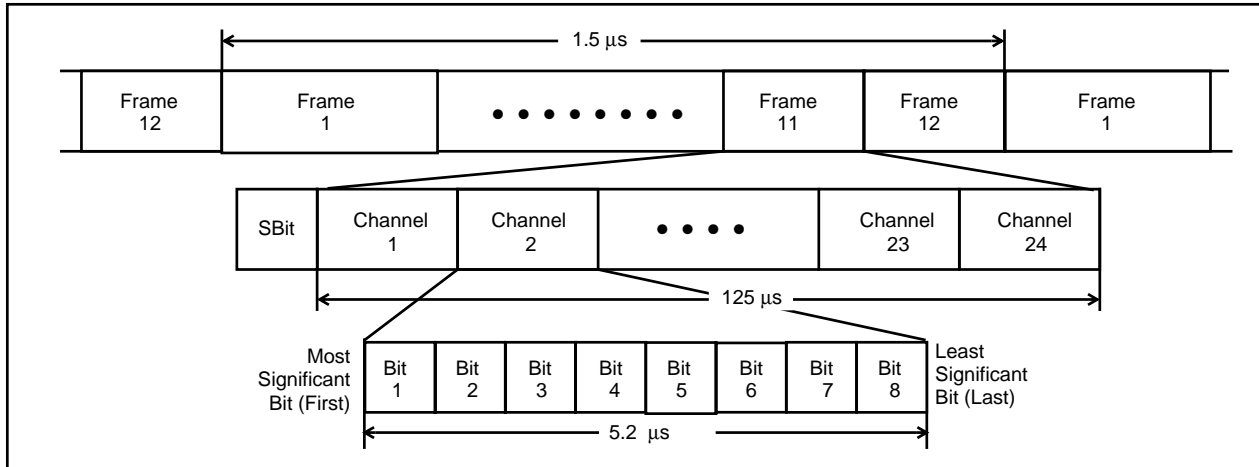 1.5 μs
Frame 12
Frame 1
Frame 11
Frame 12
Frame 1
SBit
Channel 1
Channel 2
Channel 23
Channel 24
125 μs
Most
Significant
Bit (First)
Bit 1
Bit 2
Bit 3
Bit 4
Bit 5
Bit 6
Bit 7
Bit 8
Least
Significant
Bit (Last)
5.2 μs